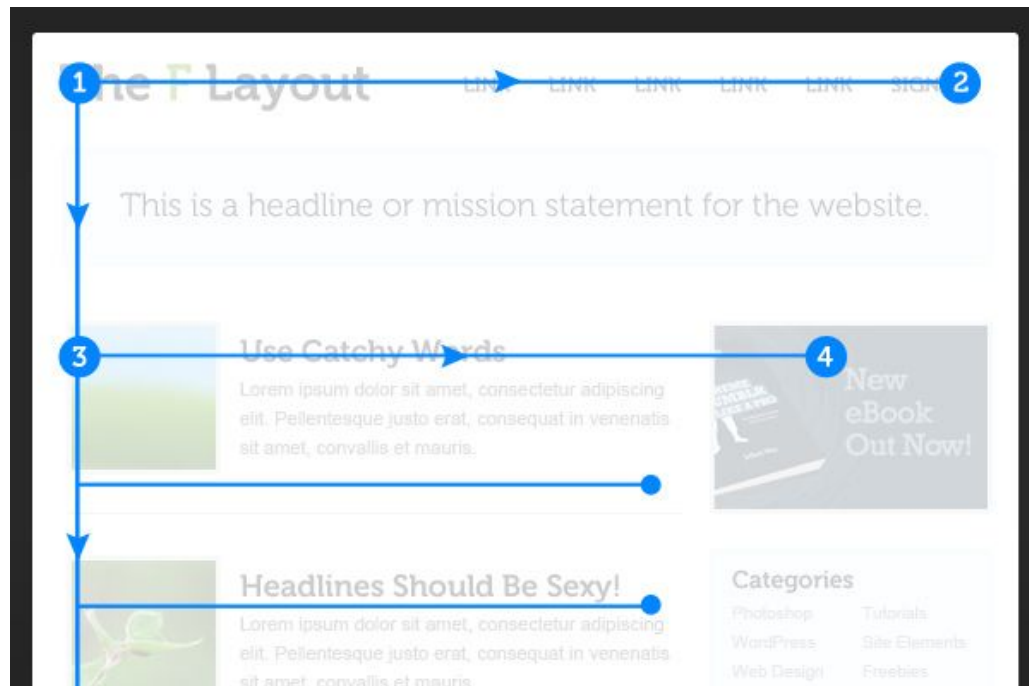 1 The F Layout LINK LINK LINK LINK LINK SIGN 2
This is a headline or mission statement for the website.
3 Use Catchy Words 4
Lorem ipsum dolor sit amet, consectetur adipiscing
elit. Pellentesque justo erat, consequat in venenatis
sit amet, convallis et mauris.
New
eBook
Out Now!
Headlines Should Be Sexy!
Lorem ipsum dolor sit amet, consectetur adipiscing
elit. Pellentesque justo erat, consequat in venenatis
sit amet, convallis et mauris.
Categories
Photoshop Tutorials
WordPress Site Elements
Web Design Freebies